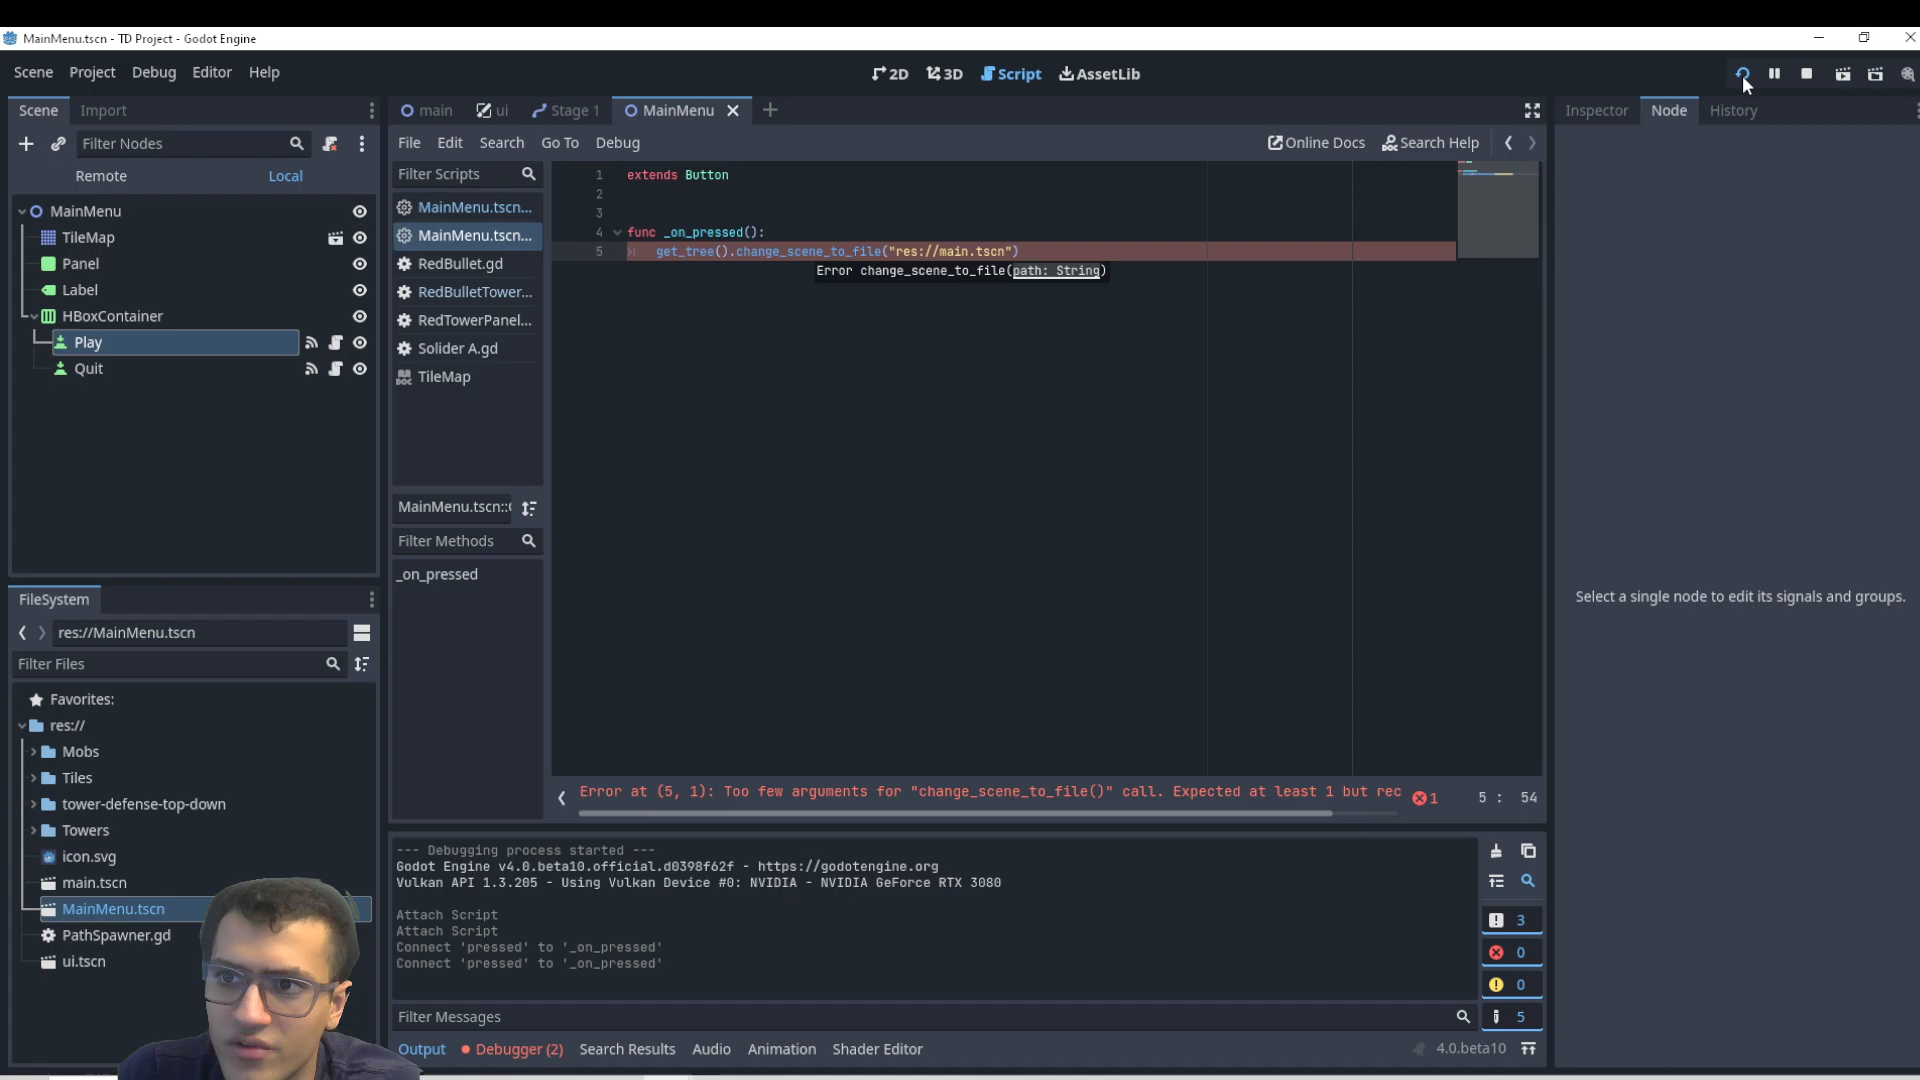 MainMenu.tscn - TD Project - Godot Engine
Scene Project Debug Editor Help
2D 3D Script AssetLib
Scene Import
Filter Nodes
Remote Local
MainMenu
TileMap
Panel
Label
HBoxContainer
Play
Quit
FileSystem
res://MainMenu.tscn
Filter Files
Favorites:
res://
Mobs
Tiles
tower-defense-top-down
Towers
icon.svg
main.tscn
MainMenu.tscn
PathSpawner.gd
ui.tscn
main ui Stage 1 MainMenu
File Edit Search Go To Debug
Online Docs Search Help
Filter Scripts
MainMenu.tscn...
MainMenu.tscn...
RedBullet.gd
RedBulletTower...
RedTowerPanel...
Solider A.gd
TileMap
MainMenu.tscn::
Filter Methods
_on_pressed
1 extends Button
2
3
4 func _on_pressed():
5 get_tree().change_scene_to_file("res://main.tscn")
Error change_scene_to_file(path: String)
Error at (5, 1): Too few arguments for "change_scene_to_file()" call. Expected at least 1 but rec
1 5 : 54
--- Debugging process started ---
Godot Engine v4.0.beta10.official.d0398f62f - https://godotengine.org
Vulkan API 1.3.205 - Using Vulkan Device #0: NVIDIA - NVIDIA GeForce RTX 3080
Attach Script
Attach Script
Connect 'pressed' to '_on_pressed'
Connect 'pressed' to '_on_pressed'
3
0
0
5
Filter Messages
Output Debugger (2) Search Results Audio Animation Shader Editor
4.0.beta10
Inspector Node History
Select a single node to edit its signals and groups.